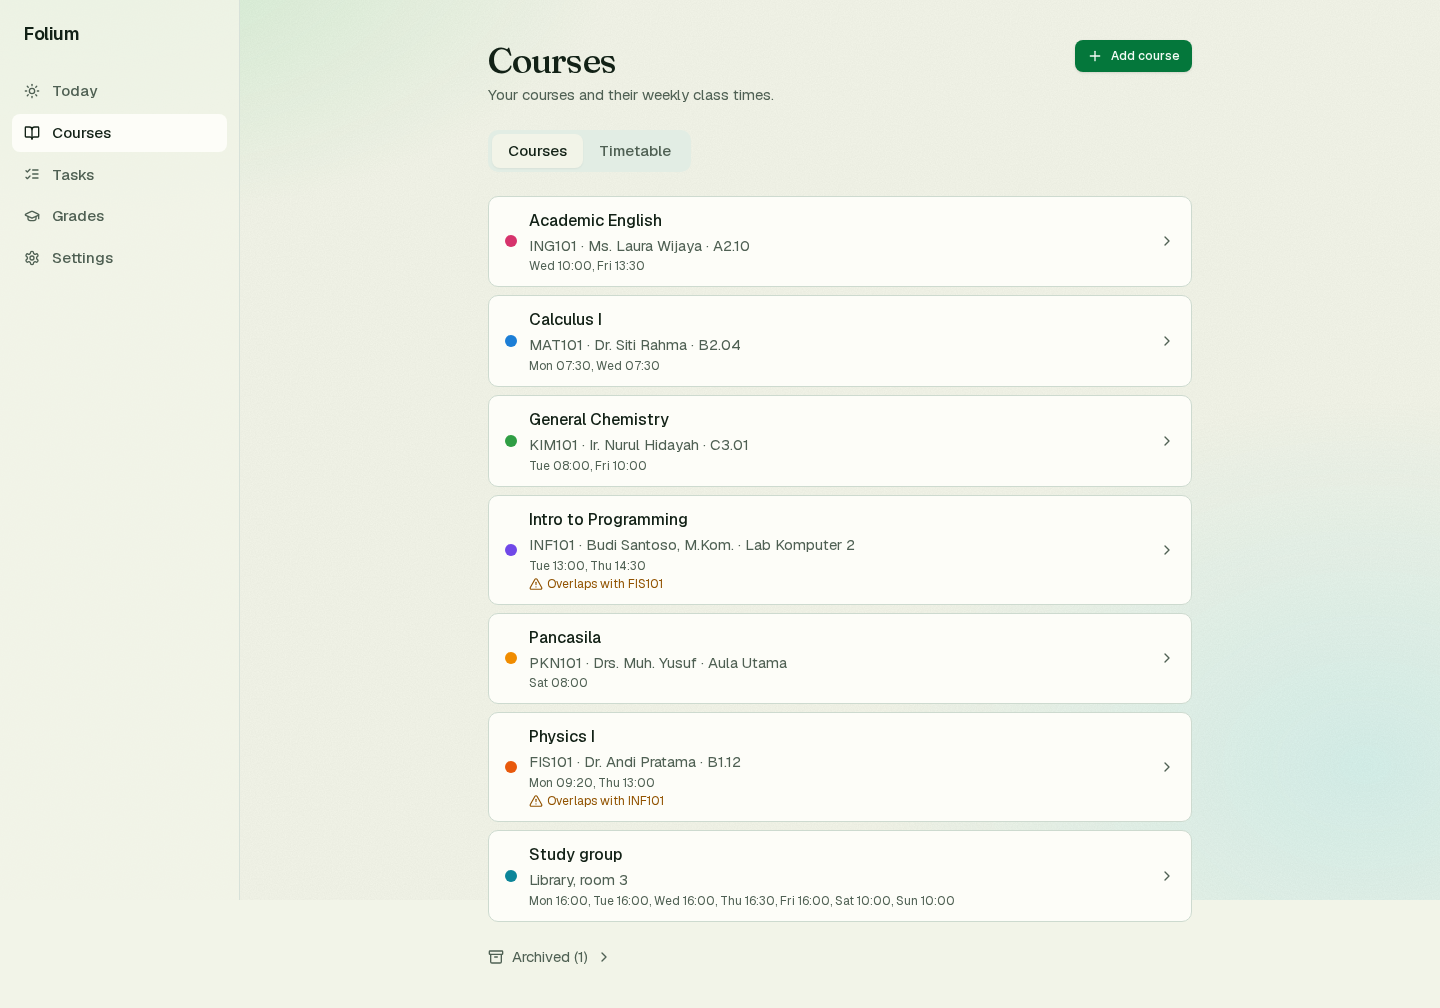 Folium
Today
Courses
Tasks
Grades
Settings
Courses
Your courses and their weekly class times.
Add course
Courses
Timetable
Academic English
ING101 · Ms. Laura Wijaya · A2.10
Wed 10:00, Fri 13:30
Calculus I
MAT101 · Dr. Siti Rahma · B2.04
Mon 07:30, Wed 07:30
General Chemistry
KIM101 · Ir. Nurul Hidayah · C3.01
Tue 08:00, Fri 10:00
Intro to Programming
INF101 · Budi Santoso, M.Kom. · Lab Komputer 2
Tue 13:00, Thu 14:30
Overlaps with FIS101
Pancasila
PKN101 · Drs. Muh. Yusuf · Aula Utama
Sat 08:00
Physics I
FIS101 · Dr. Andi Pratama · B1.12
Mon 09:20, Thu 13:00
Overlaps with INF101
Study group
Library, room 3
Mon 16:00, Tue 16:00, Wed 16:00, Thu 16:30, Fri 16:00, Sat 10:00, Sun 10:00
Archived (1)